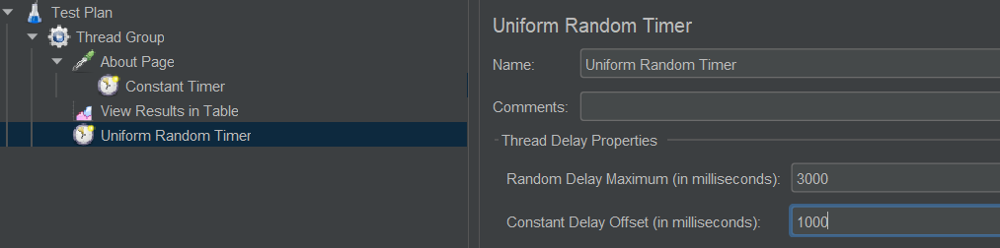 Test Plan
Thread Group
About Page
Constant Timer
View Results in Table
Uniform Random Timer
Uniform Random Timer
Name: Uniform Random Timer
Comments:
Thread Delay Properties
Random Delay Maximum (in milliseconds): 3000
Constant Delay Offset (in milliseconds): 1000